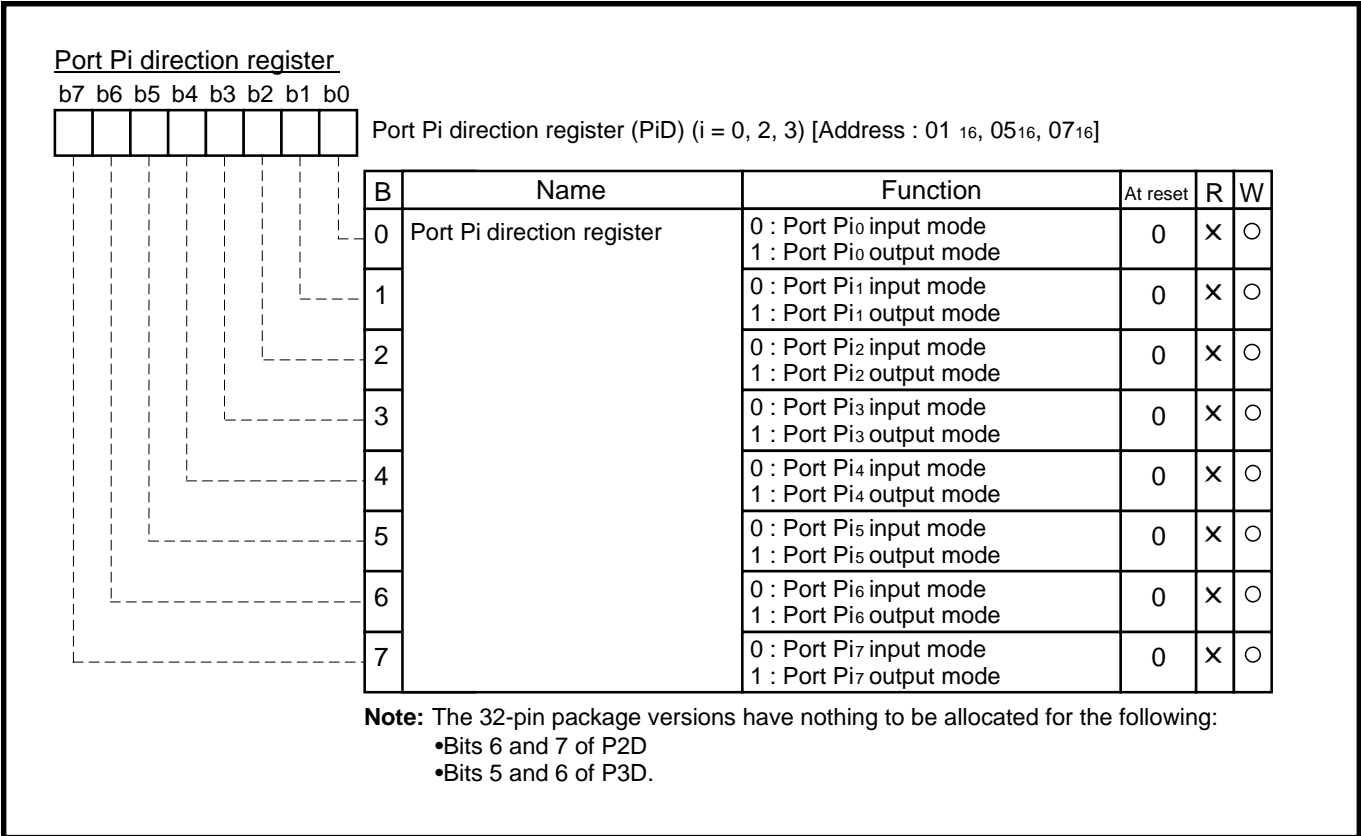 Port Pi direction register
b7 b6 b5 b4 b3 b2 b1 b0
Port Pi direction register (PiD) (i = 0, 2, 3) [Address : 01 16, 0516, 0716]
B Name Function At reset R W
0 Port Pi direction register 0 : Port Pi0 input mode 0 × ○
1 : Port Pi0 output mode
1 0 : Port Pi1 input mode 0 × ○
1 : Port Pi1 output mode
2 0 : Port Pi2 input mode 0 × ○
1 : Port Pi2 output mode
3 0 : Port Pi3 input mode 0 × ○
1 : Port Pi3 output mode
4 0 : Port Pi4 input mode 0 × ○
1 : Port Pi4 output mode
5 0 : Port Pi5 input mode 0 × ○
1 : Port Pi5 output mode
6 0 : Port Pi6 input mode 0 × ○
1 : Port Pi6 output mode
7 0 : Port Pi7 input mode 0 × ○
1 : Port Pi7 output mode
Note: The 32-pin package versions have nothing to be allocated for the following:
•Bits 6 and 7 of P2D
•Bits 5 and 6 of P3D.